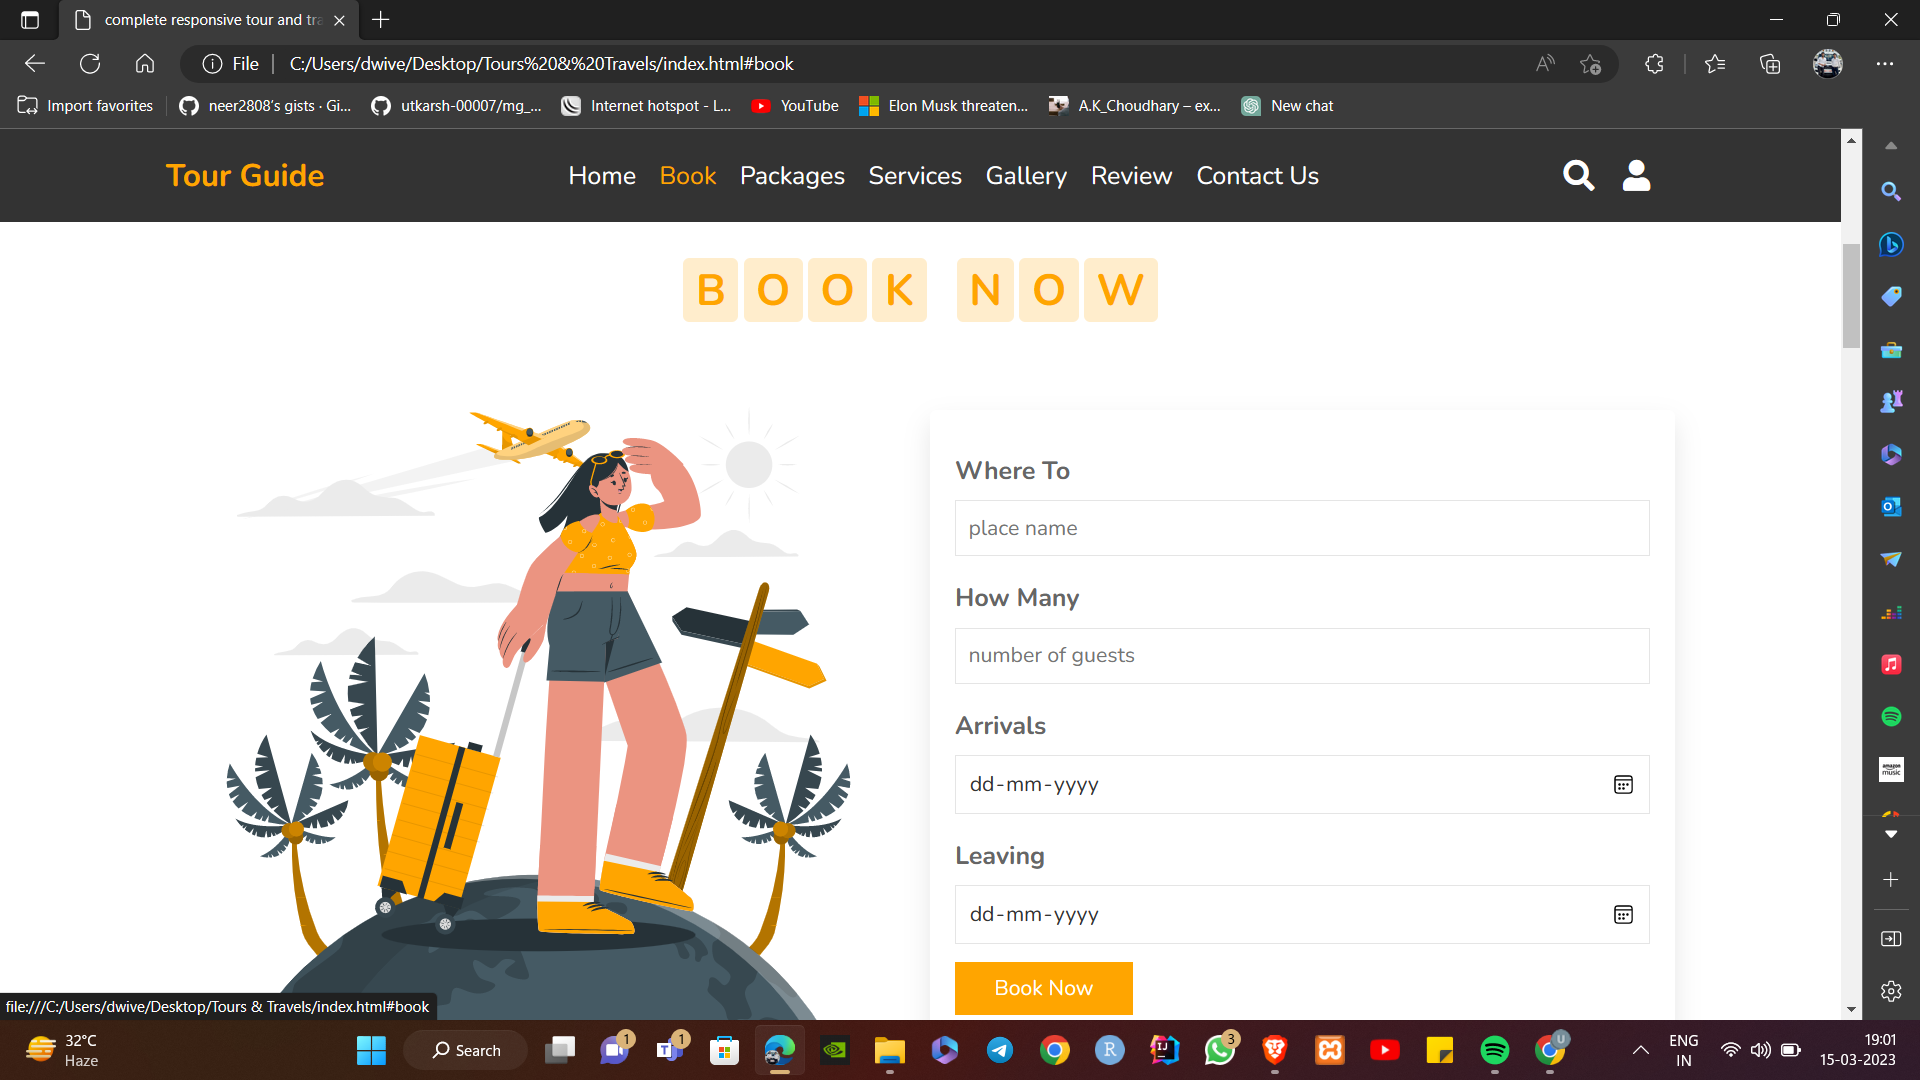 complete responsive tour and tra
File
C:/Users/dwive/Desktop/Tours%20&%20Travels/index.html#book
Import favorites
neer2808's gists · Gi...
utkarsh-00007/mg_...
Internet hotspot - L...
YouTube
Elon Musk threaten...
A.K_Choudhary – ex...
New chat
Tour Guide
Home Book Packages Services Gallery Review Contact Us
BOOK NOW
Where To
place name
How Many
number of guests
Arrivals
dd-mm-yyyy
Leaving
dd-mm-yyyy
Book Now
file:///C:/Users/dwive/Desktop/Tours & Travels/index.html#book
32°C
Haze
Search
1
1
3
U
ENG
IN
19:01
15-03-2023